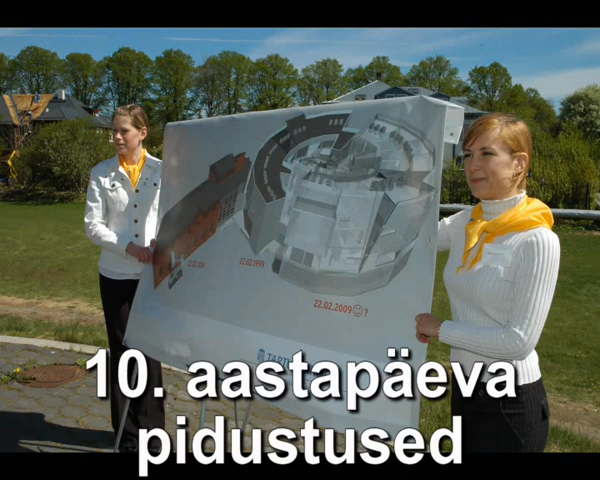 22.02.1999
22.02.2009☺?
10. aastapäeva
pidustused